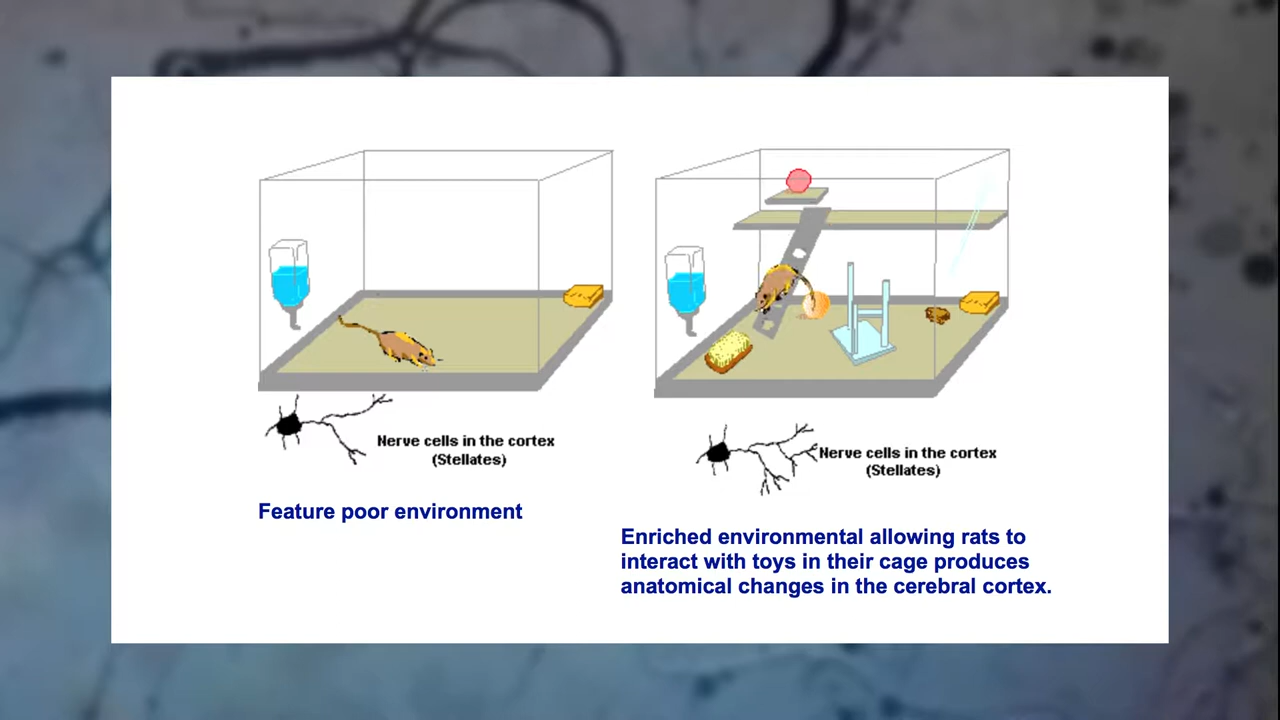 Nerve cells in the cortex
(Stellates)
Feature poor environment
Nerve cells in the cortex
(Stellates)
Enriched environmental allowing rats to
interact with toys in their cage produces
anatomical changes in the cerebral cortex.